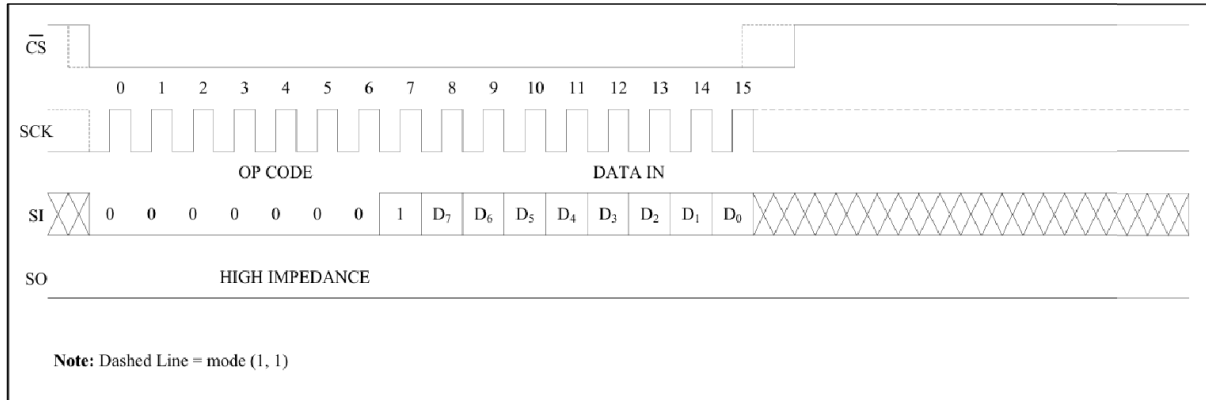 CS
0 1 2 3 4 5 6 7 8 9 10 11 12 13 14 15
SCK
OP CODE DATA IN
SI 0 0 0 0 0 0 0 1 D7 D6 D5 D4 D3 D2 D1 D0
SO HIGH IMPEDANCE
Note: Dashed Line = mode (1, 1)